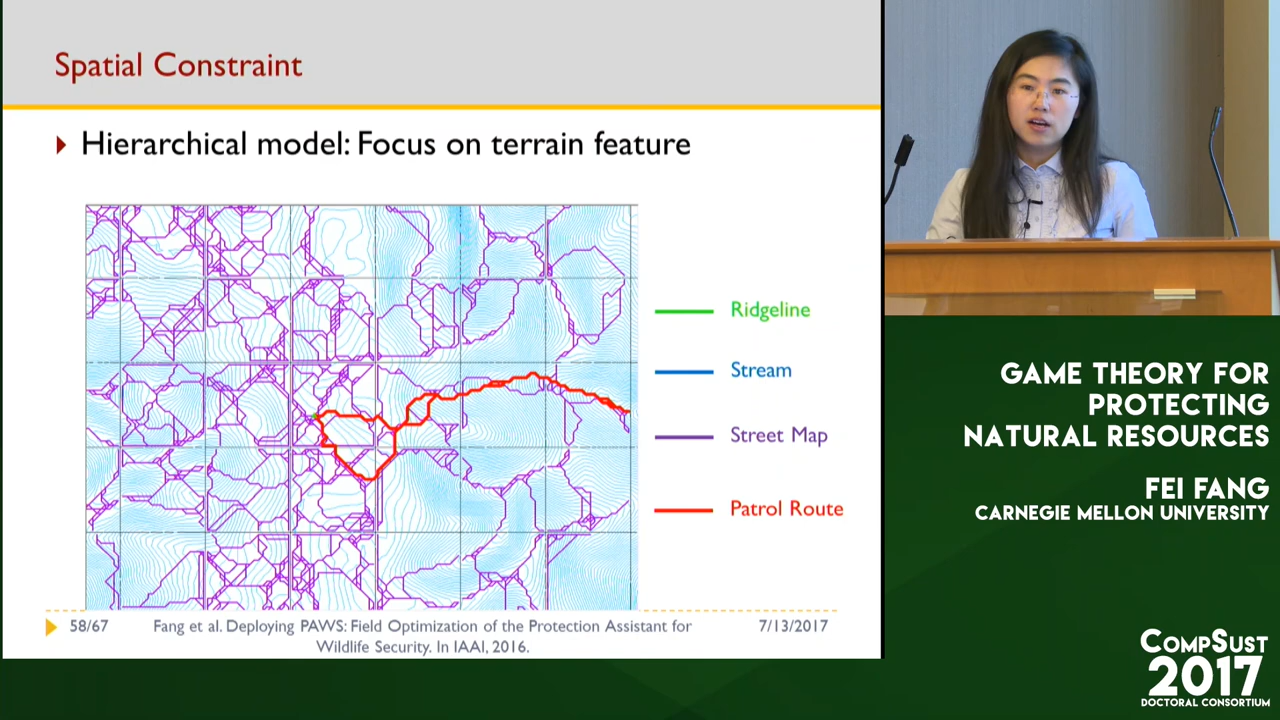 Spatial Constraint
Hierarchical model: Focus on terrain feature
Ridgeline
Stream
Street Map
Patrol Route
58/67
Fang et al. Deploying PAWS: Field Optimization of the Protection Assistant for
Wildlife Security. In IAAI, 2016.
7/13/2017
GAME THEORY FOR
PROTECTING
NATURAL RESOURCES
FEI FANG
CARNEGIE MELLON UNIVERSITY
COMPSUST
2017
DOCTORAL CONSORTIUM